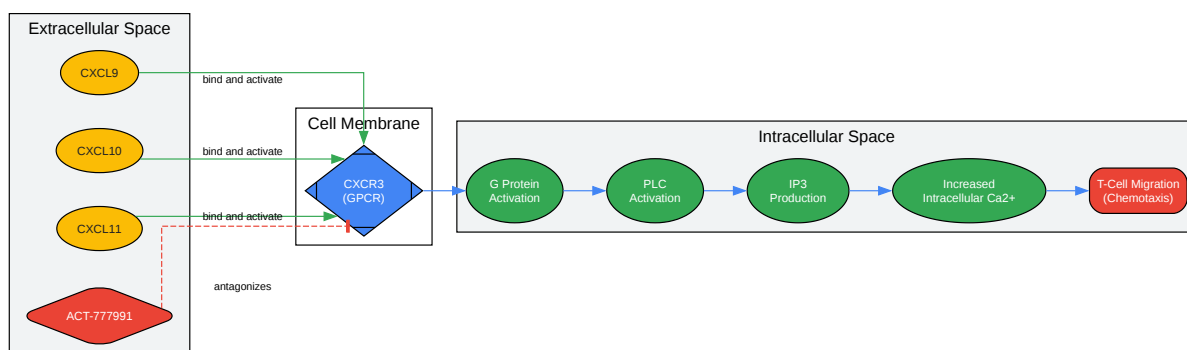 Extracellular Space
CXCL9
bind and activate
Cell Membrane
Intracellular Space
CXCL10
bind and activate
CXCR3
(GPCR)
G Protein
Activation
PLC
Activation
IP3
Production
Increased
Intracellular Ca2+
T-Cell Migration
(Chemotaxis)
CXCL11
bind and activate
antagonizes
ACT-777991